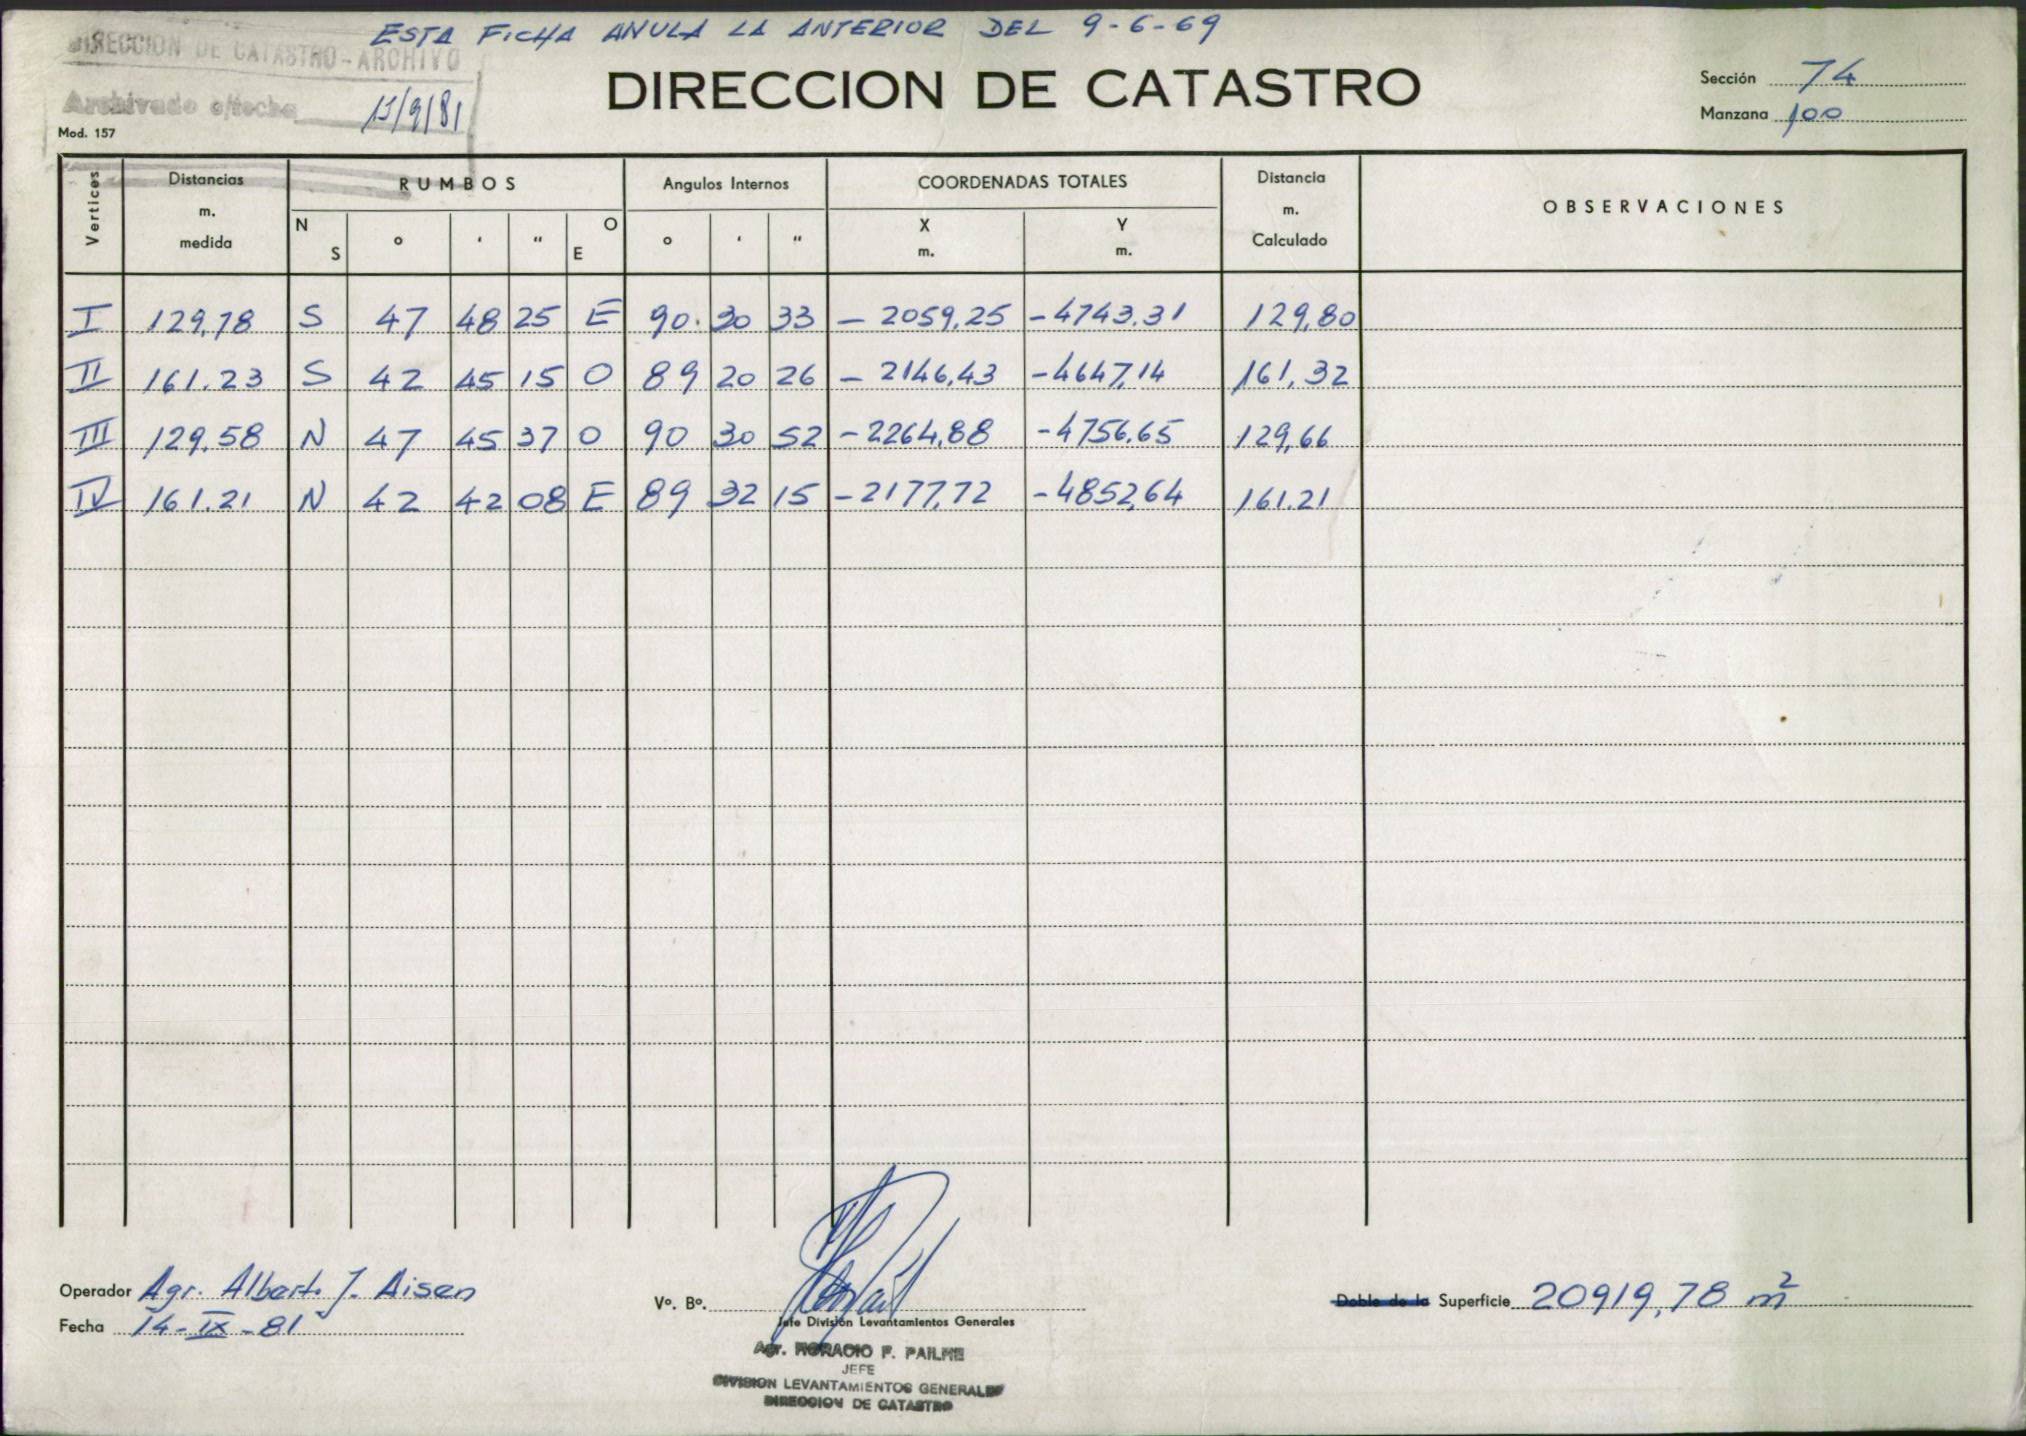 ESTA FICHA ANULA LA ANTERIOR DEL 9-6-69
DIRECCION DE CATASTRO - ARCHIVO
Archivado c/fecha 15/9/81
DIRECCION DE CATASTRO
Sección 74
Manzana 100
Mod. 157
Vertices Distancias m. medida RUMBOS N S ° ' " O E Angulos Internos ° ' " COORDENADAS TOTALES X m. Y m. Distancia m. Calculado OBSERVACIONES
I 129,78 S 47 48 25 E 90. 30 33 - 2059,25 -4743,31 129,80
II 161.23 S 42 45 15 O 89 20 26 - 2146,43 -4647,14 161,32
III 129,58 N 47 45 37 O 90 30 52 -2264,88 -4756,65 129,66
IV 161.21 N 42 42 08 E 89 32 15 -2177,72 -4852,64 161.21
Operador Agr. Alberto J. Aisen
Fecha 14-IX-81
Vº. Bº.
Jefe División Levantamientos Generales
Agr. HORACIO F. PAILHE
JEFE
DIVISION LEVANTAMIENTOS GENERALES
DIRECCION DE CATASTRO
Doble de la Superficie 20919,78 m²